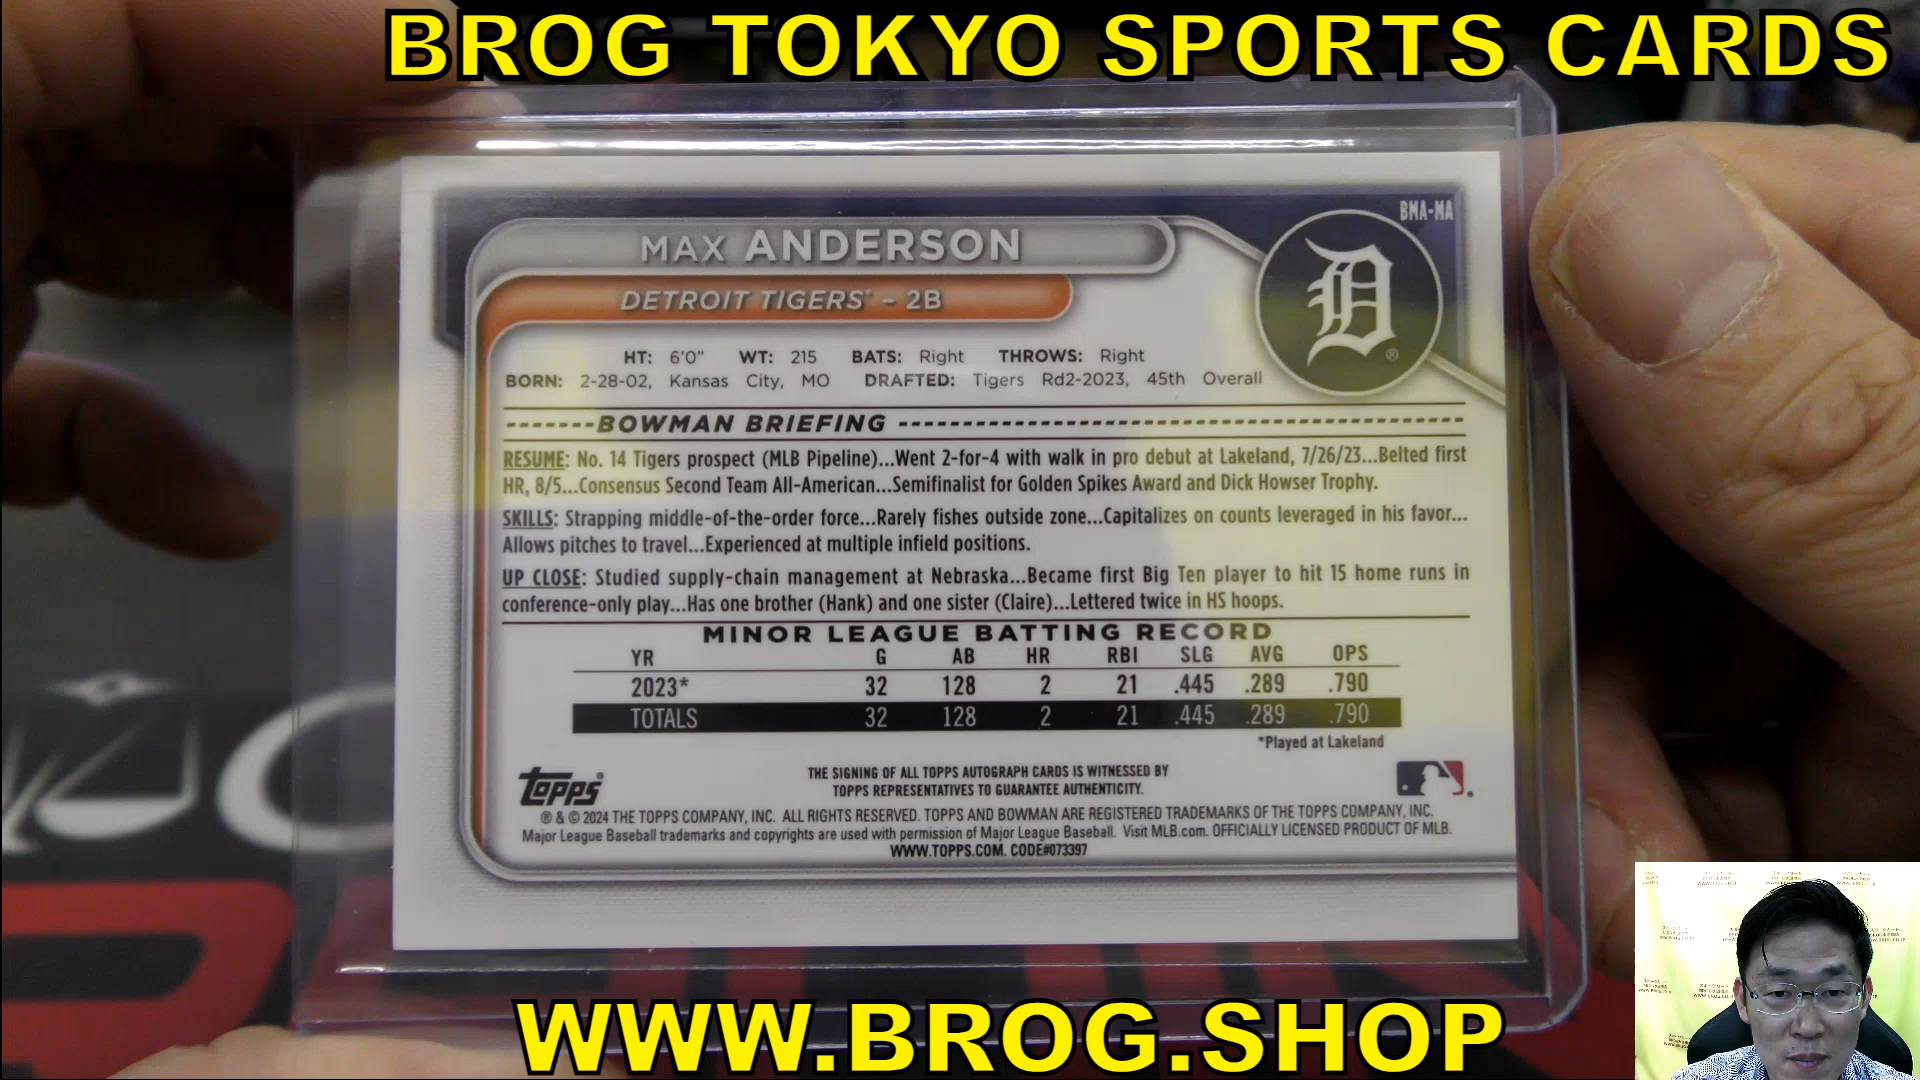 BROG TOKYO SPORTS CARDS
BMA-MA
MAX ANDERSON
DETROIT TIGERS® – 2B
D®
HT: 6'0" WT: 215 BATS: Right THROWS: Right
BORN: 2-28-02, Kansas City, MO DRAFTED: Tigers Rd2-2023, 45th Overall
BOWMAN BRIEFING
RESUME: No. 14 Tigers prospect (MLB Pipeline)...Went 2-for-4 with walk in pro debut at Lakeland, 7/26/23...Belted first
HR, 8/5...Consensus Second Team All-American...Semifinalist for Golden Spikes Award and Dick Howser Trophy.
SKILLS: Strapping middle-of-the-order force...Rarely fishes outside zone...Capitalizes on counts leveraged in his favor...
Allows pitches to travel...Experienced at multiple infield positions.
UP CLOSE: Studied supply-chain management at Nebraska...Became first Big Ten player to hit 15 home runs in
conference-only play...Has one brother (Hank) and one sister (Claire)...Lettered twice in HS hoops.
MINOR LEAGUE BATTING RECORD
YR G AB HR RBI SLG AVG OPS
2023* 32 128 2 21 .445 .289 .790
TOTALS 32 128 2 21 .445 .289 .790
*Played at Lakeland
Topps®
THE SIGNING OF ALL TOPPS AUTOGRAPH CARDS IS WITNESSED BY
TOPPS REPRESENTATIVES TO GUARANTEE AUTHENTICITY.
® & © 2024 THE TOPPS COMPANY, INC. ALL RIGHTS RESERVED. TOPPS AND BOWMAN ARE REGISTERED TRADEMARKS OF THE TOPPS COMPANY, INC.
Major League Baseball trademarks and copyrights are used with permission of Major League Baseball. Visit MLB.com. OFFICIALLY LICENSED PRODUCT OF MLB.
WWW.TOPPS.COM. CODE#073397
WWW.BROG.SHOP